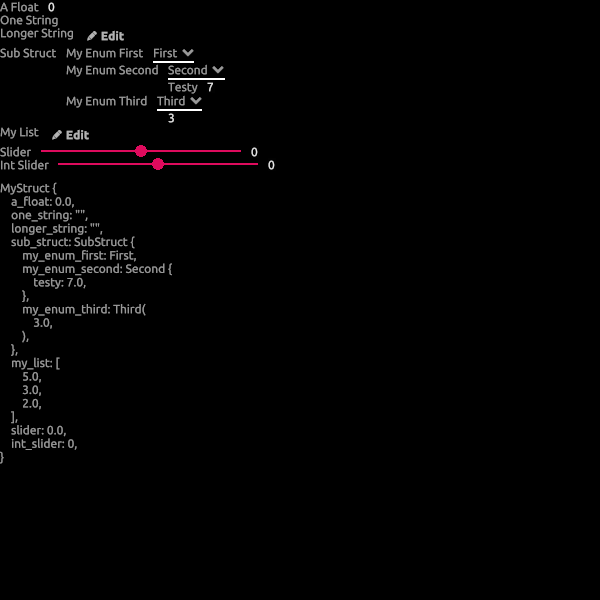 A Float 0
One String
Longer String Edit
Sub Struct My Enum First First
My Enum Second Second
Testy 7
My Enum Third Third
3
My List Edit
Slider 0
Int Slider 0
MyStruct {
a_float: 0.0,
one_string: "",
longer_string: "",
sub_struct: SubStruct {
my_enum_first: First,
my_enum_second: Second {
testy: 7.0,
},
my_enum_third: Third(
3.0,
),
},
my_list: [
5.0,
3.0,
2.0,
],
slider: 0.0,
int_slider: 0,
}